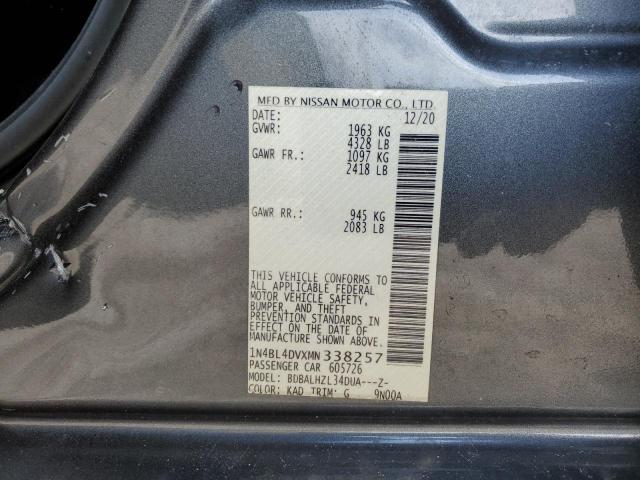 MFD BY NISSAN MOTOR CO., LTD.
DATE: 12/20
GVWR: 1963 KG
4328 LB
GAWR FR.: 1097 KG
2418 LB
GAWR RR.: 945 KG
2083 LB
THIS VEHICLE CONFORMS TO
ALL APPLICABLE FEDERAL
MOTOR VEHICLE SAFETY,
BUMPER, AND THEFT
PREVENTION STANDARDS IN
EFFECT ON THE DATE OF
MANUFACTURE SHOWN ABOVE.
1N4BL4DVXMN338257
PASSENGER CAR 605726
MODEL: BDBALHZL34DUA---Z-
COLOR: KAD TRIM: G 9N00A